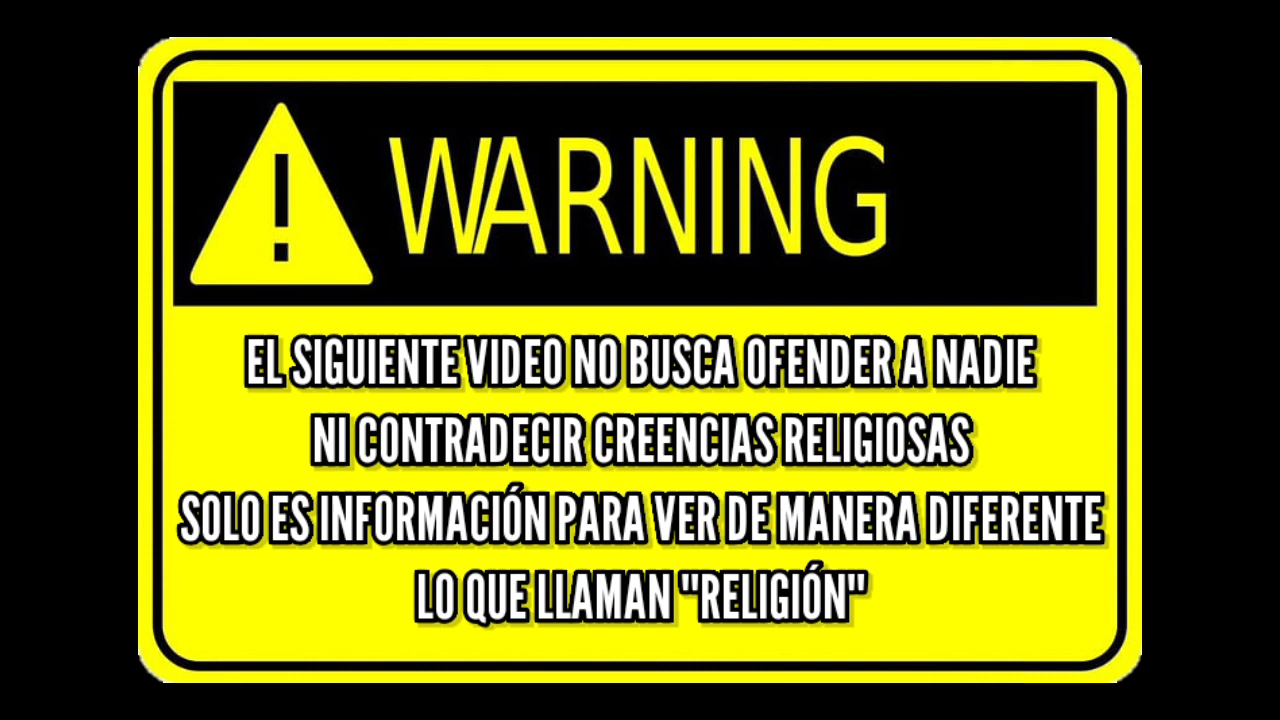 WARNING
EL SIGUIENTE VIDEO NO BUSCA OFENDER A NADIE
NI CONTRADECIR CREENCIAS RELIGIOSAS
SOLO ES INFORMACIÓN PARA VER DE MANERA DIFERENTE
LO QUE LLAMAN "RELIGIÓN"